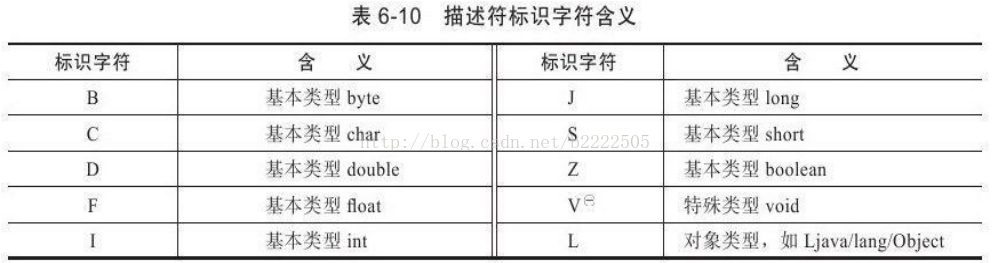 表 6-10 描述符标识字符含义
标识字符 含 义 标识字符 含 义
B 基本类型 byte J 基本类型 long
C 基本类型 char S 基本类型 short
http://blog.csdn.net/b2222505
D 基本类型 double Z 基本类型 boolean
F 基本类型 float V㊀ 特殊类型 void
I 基本类型 int L 对象类型，如 Ljava/lang/Object